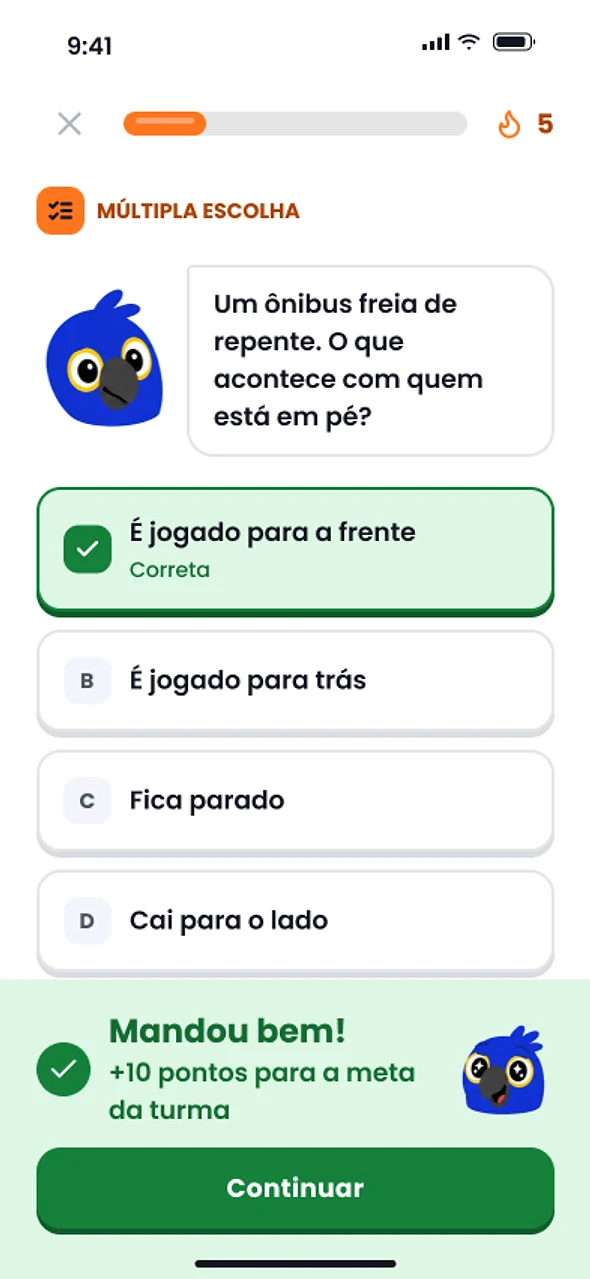 9:41
5
MÚLTIPLA ESCOLHA
Um ônibus freia de
repente. O que
acontece com quem
está em pé?
É jogado para a frente
Correta
B
É jogado para trás
C
Fica parado
D
Cai para o lado
Mandou bem!
+10 pontos para a meta
da turma
Continuar